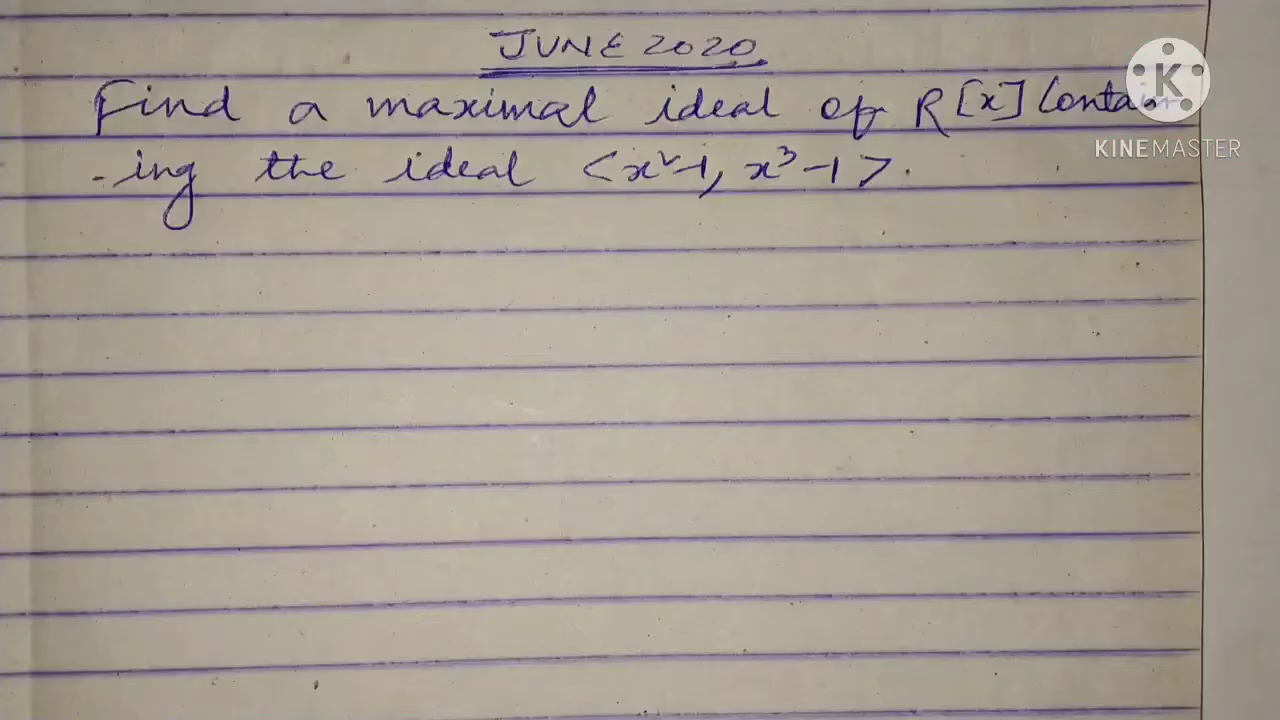 JUNE 2020
Find a maximal ideal of R[x] Contain
-ing the ideal <x²-1, x³-1>.
K
KINEMASTER